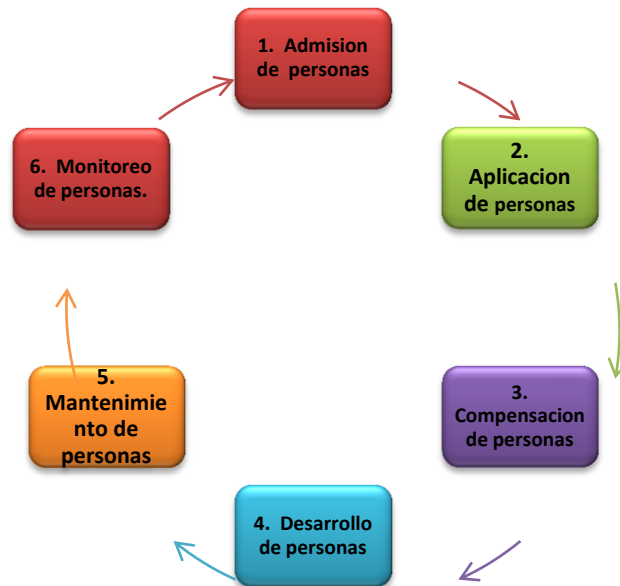 1. Admision
de personas
2.
Aplicacion
de personas
3.
Compensacion
de personas
4. Desarrollo
de personas
5.
Mantenimie
nto de
personas
6. Monitoreo
de personas.